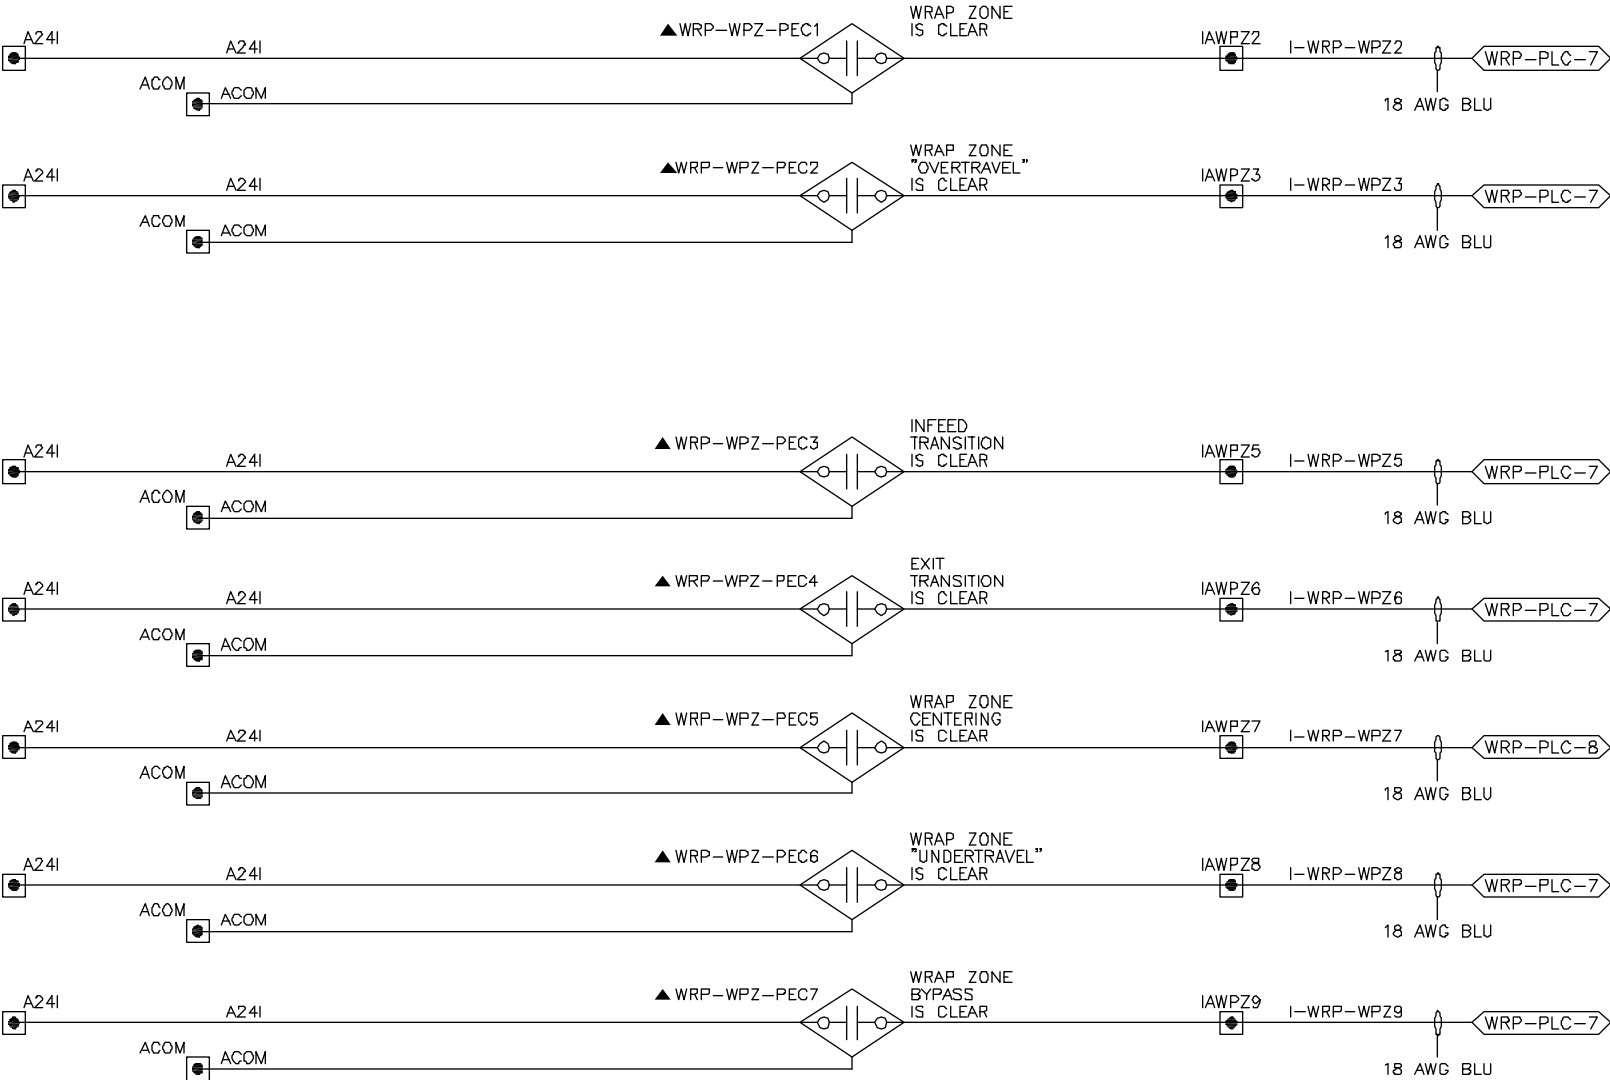 WRAP ZONE
IS CLEAR
▲WRP-WPZ-PEC1
A24I
A24I
IAWPZ2
I-WRP-WPZ2
WRP-PLC-7
ACOM
ACOM
18 AWG BLU
WRAP ZONE
"OVERTRAVEL"
IS CLEAR
▲WRP-WPZ-PEC2
A24I
A24I
IAWPZ3
I-WRP-WPZ3
WRP-PLC-7
ACOM
ACOM
18 AWG BLU
INFEED
TRANSITION
IS CLEAR
▲ WRP-WPZ-PEC3
A24I
A24I
IAWPZ5
I-WRP-WPZ5
WRP-PLC-7
ACOM
ACOM
18 AWG BLU
EXIT
TRANSITION
IS CLEAR
▲ WRP-WPZ-PEC4
A24I
A24I
IAWPZ6
I-WRP-WPZ6
WRP-PLC-7
ACOM
ACOM
18 AWG BLU
WRAP ZONE
CENTERING
IS CLEAR
▲ WRP-WPZ-PEC5
A24I
A24I
IAWPZ7
I-WRP-WPZ7
WRP-PLC-8
ACOM
ACOM
18 AWG BLU
WRAP ZONE
"UNDERTRAVEL"
IS CLEAR
▲ WRP-WPZ-PEC6
A24I
A24I
IAWPZ8
I-WRP-WPZ8
WRP-PLC-7
ACOM
ACOM
18 AWG BLU
WRAP ZONE
BYPASS
IS CLEAR
▲ WRP-WPZ-PEC7
A24I
A24I
IAWPZ9
I-WRP-WPZ9
WRP-PLC-7
ACOM
ACOM
18 AWG BLU